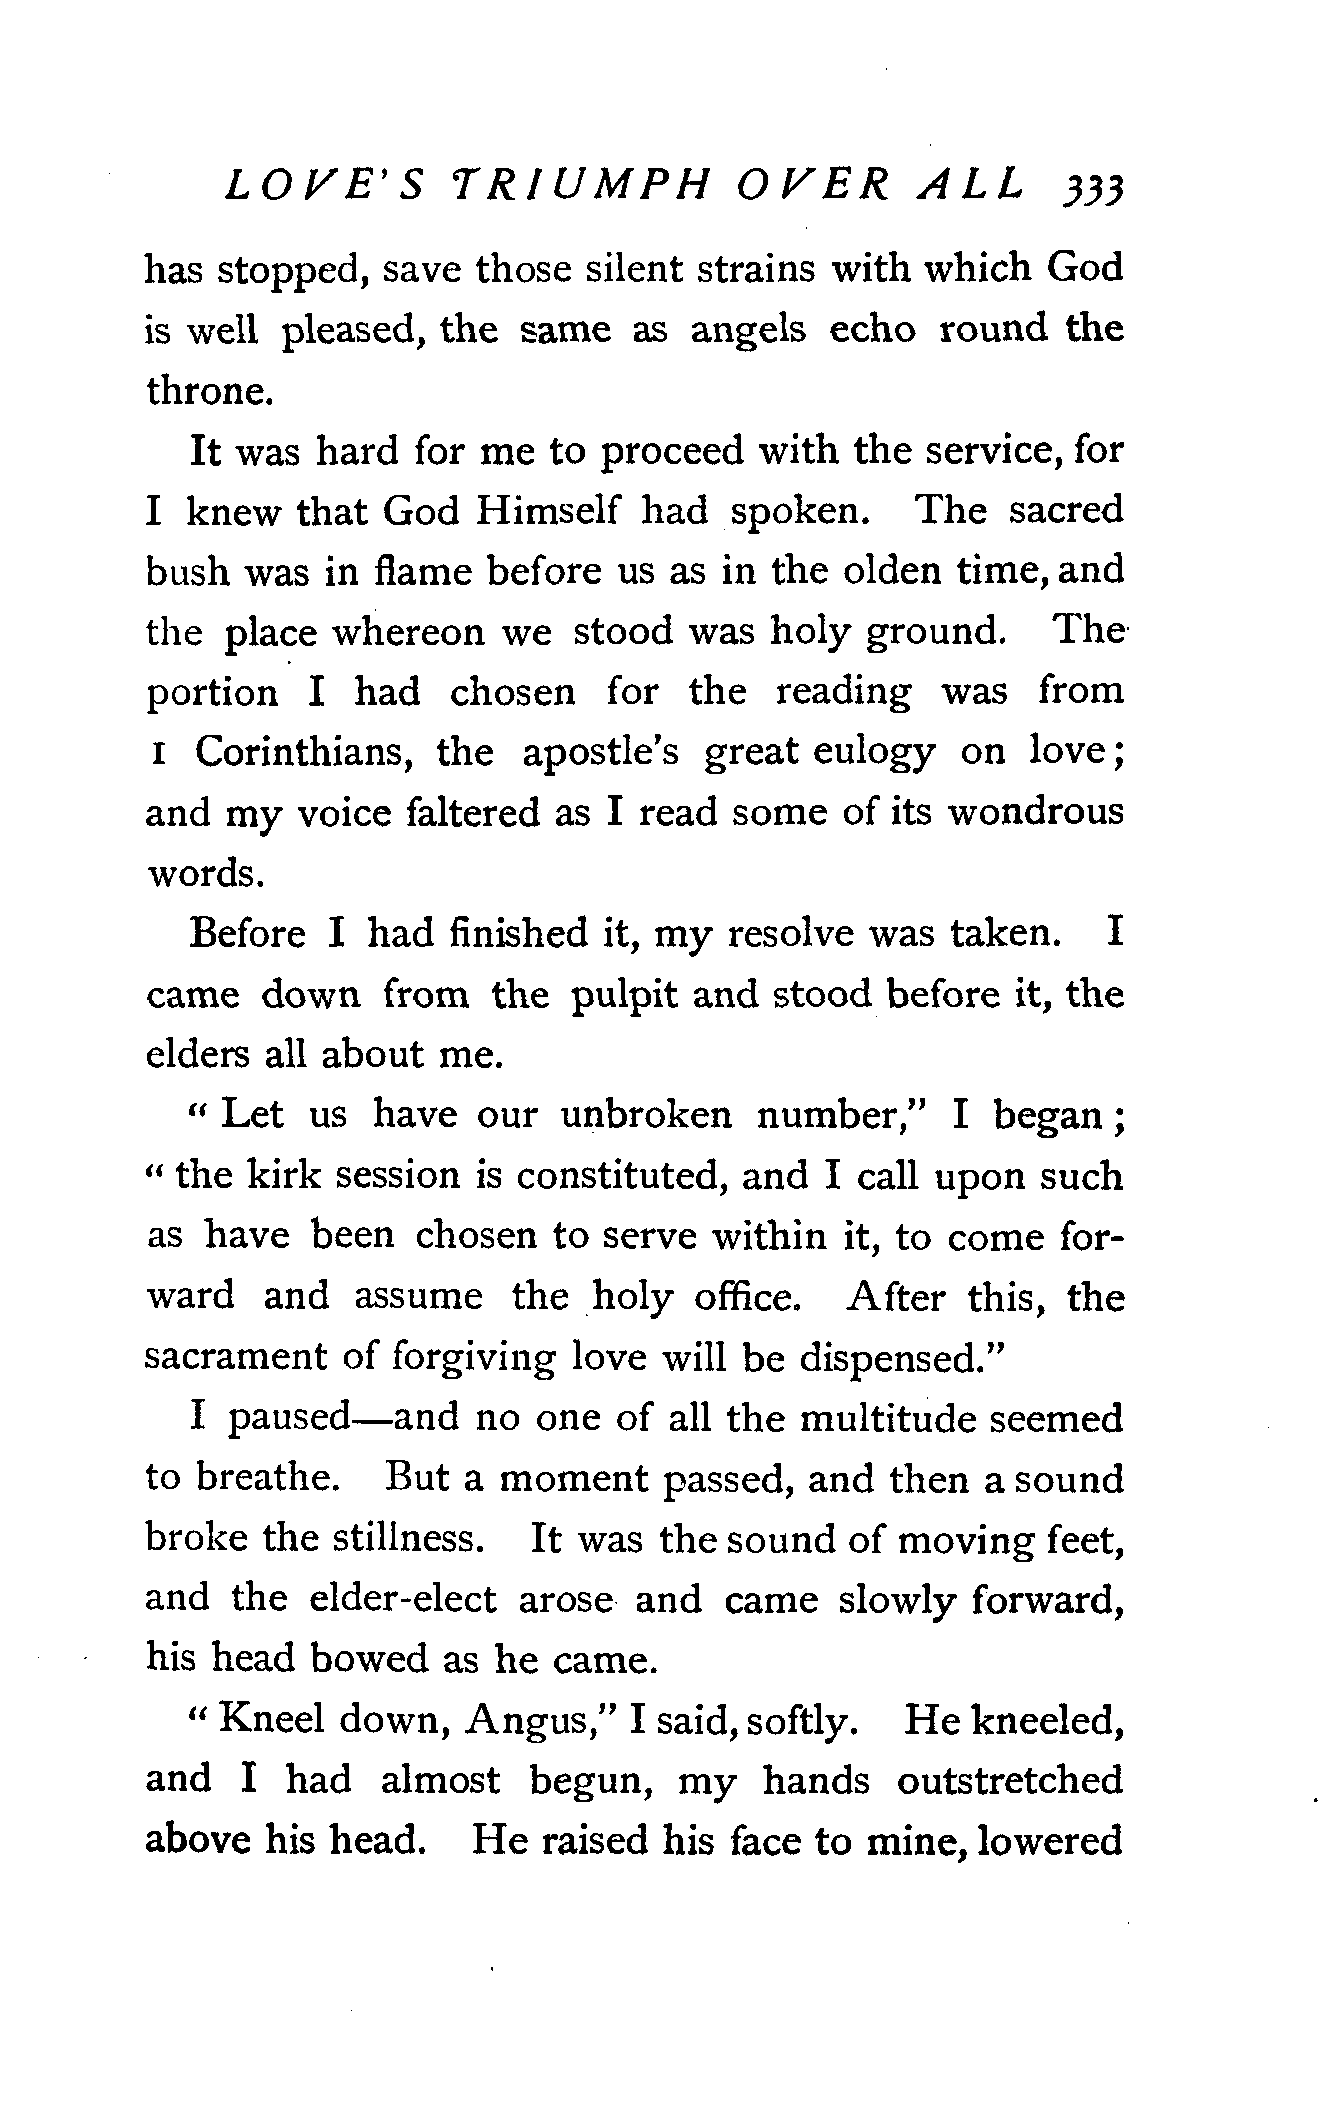 LOVE'S TRIUMPH OVER ALL 333
has stopped, save those silent strains with which God
is well pleased, the same as angels echo round the
throne.
It was hard for me to proceed with the service, for
I knew that God Himself had spoken. The sacred
bush was in flame before us as in the olden time, and
the place whereon we stood was holy ground. The
portion I had chosen for the reading was from
1 Corinthians, the apostle's great eulogy on love;
and my voice faltered as I read some of its wondrous
words.
Before I had finished it, my resolve was taken. I
came down from the pulpit and stood before it, the
elders all about me.
"Let us have our unbroken number," I began;
"the kirk session is constituted, and I call upon such
as have been chosen to serve within it, to come for-
ward and assume the holy office. After this, the
sacrament of forgiving love will be dispensed."
I paused—and no one of all the multitude seemed
to breathe. But a moment passed, and then a sound
broke the stillness. It was the sound of moving feet,
and the elder-elect arose and came slowly forward,
his head bowed as he came.
"Kneel down, Angus," I said, softly. He kneeled,
and I had almost begun, my hands outstretched
above his head. He raised his face to mine, lowered